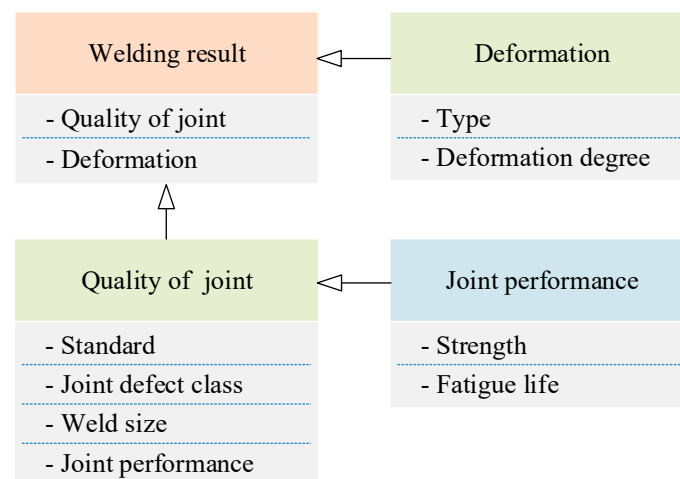 Welding result
- Quality of joint
- Deformation
Deformation
- Type
- Deformation degree
Quality of joint
- Standard
- Joint defect class
- Weld size
- Joint performance
Joint performance
- Strength
- Fatigue life